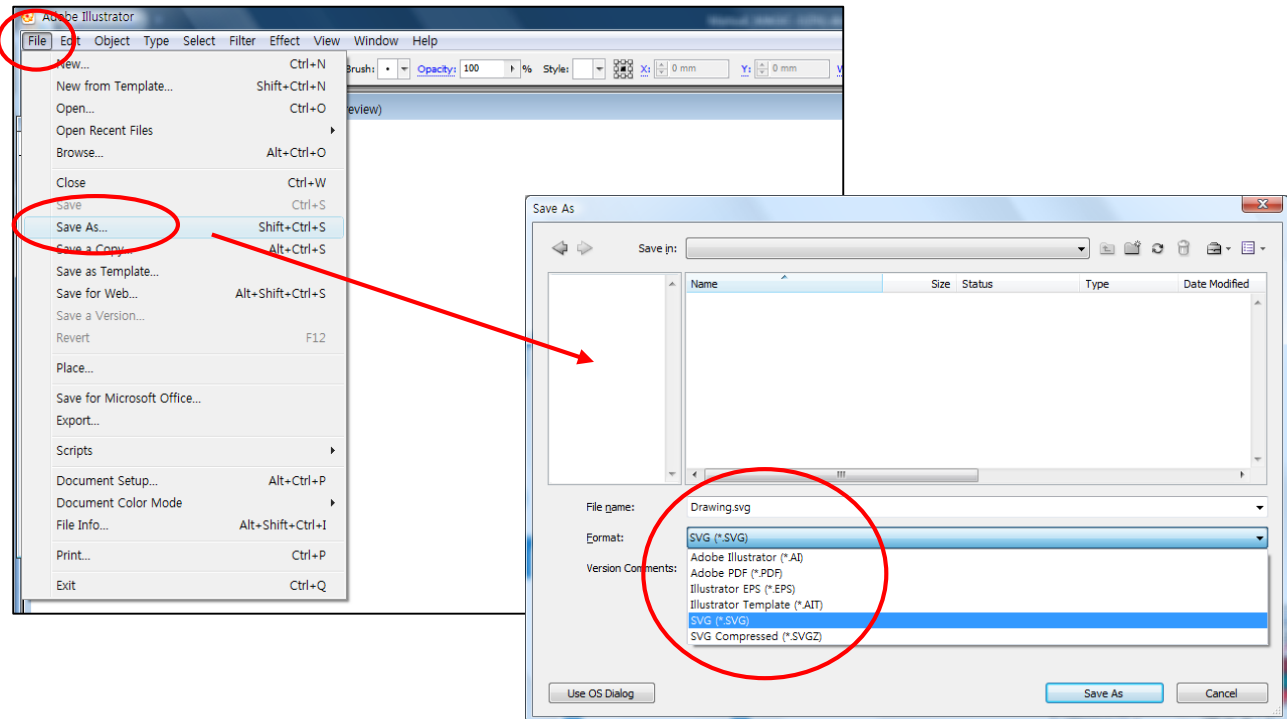 Adobe Illustrator
File Edit Object Type Select Filter Effect View Window Help
Brush: Opacity: 100 % Style: X: 0 mm Y: 0 mm
New... Ctrl+N
New from Template... Shift+Ctrl+N
Open... Ctrl+O
Open Recent Files
Browse... Alt+Ctrl+O
Close Ctrl+W
Save Ctrl+S
Save As... Shift+Ctrl+S
Save a Copy... Alt+Ctrl+S
Save as Template...
Save for Web... Alt+Shift+Ctrl+S
Save a Version...
Revert F12
Place...
Save for Microsoft Office...
Export...
Scripts
Document Setup... Alt+Ctrl+P
Document Color Mode
File Info... Alt+Shift+Ctrl+I
Print... Ctrl+P
Exit Ctrl+Q
eview)
Save As
Save in:
Name Size Status Type Date Modified
File name: Drawing.svg
Format: SVG (*.SVG)
Version Comments:
Adobe Illustrator (*.AI)
Adobe PDF (*.PDF)
Illustrator EPS (*.EPS)
Illustrator Template (*.AIT)
SVG (*.SVG)
SVG Compressed (*.SVGZ)
Use OS Dialog Save As Cancel